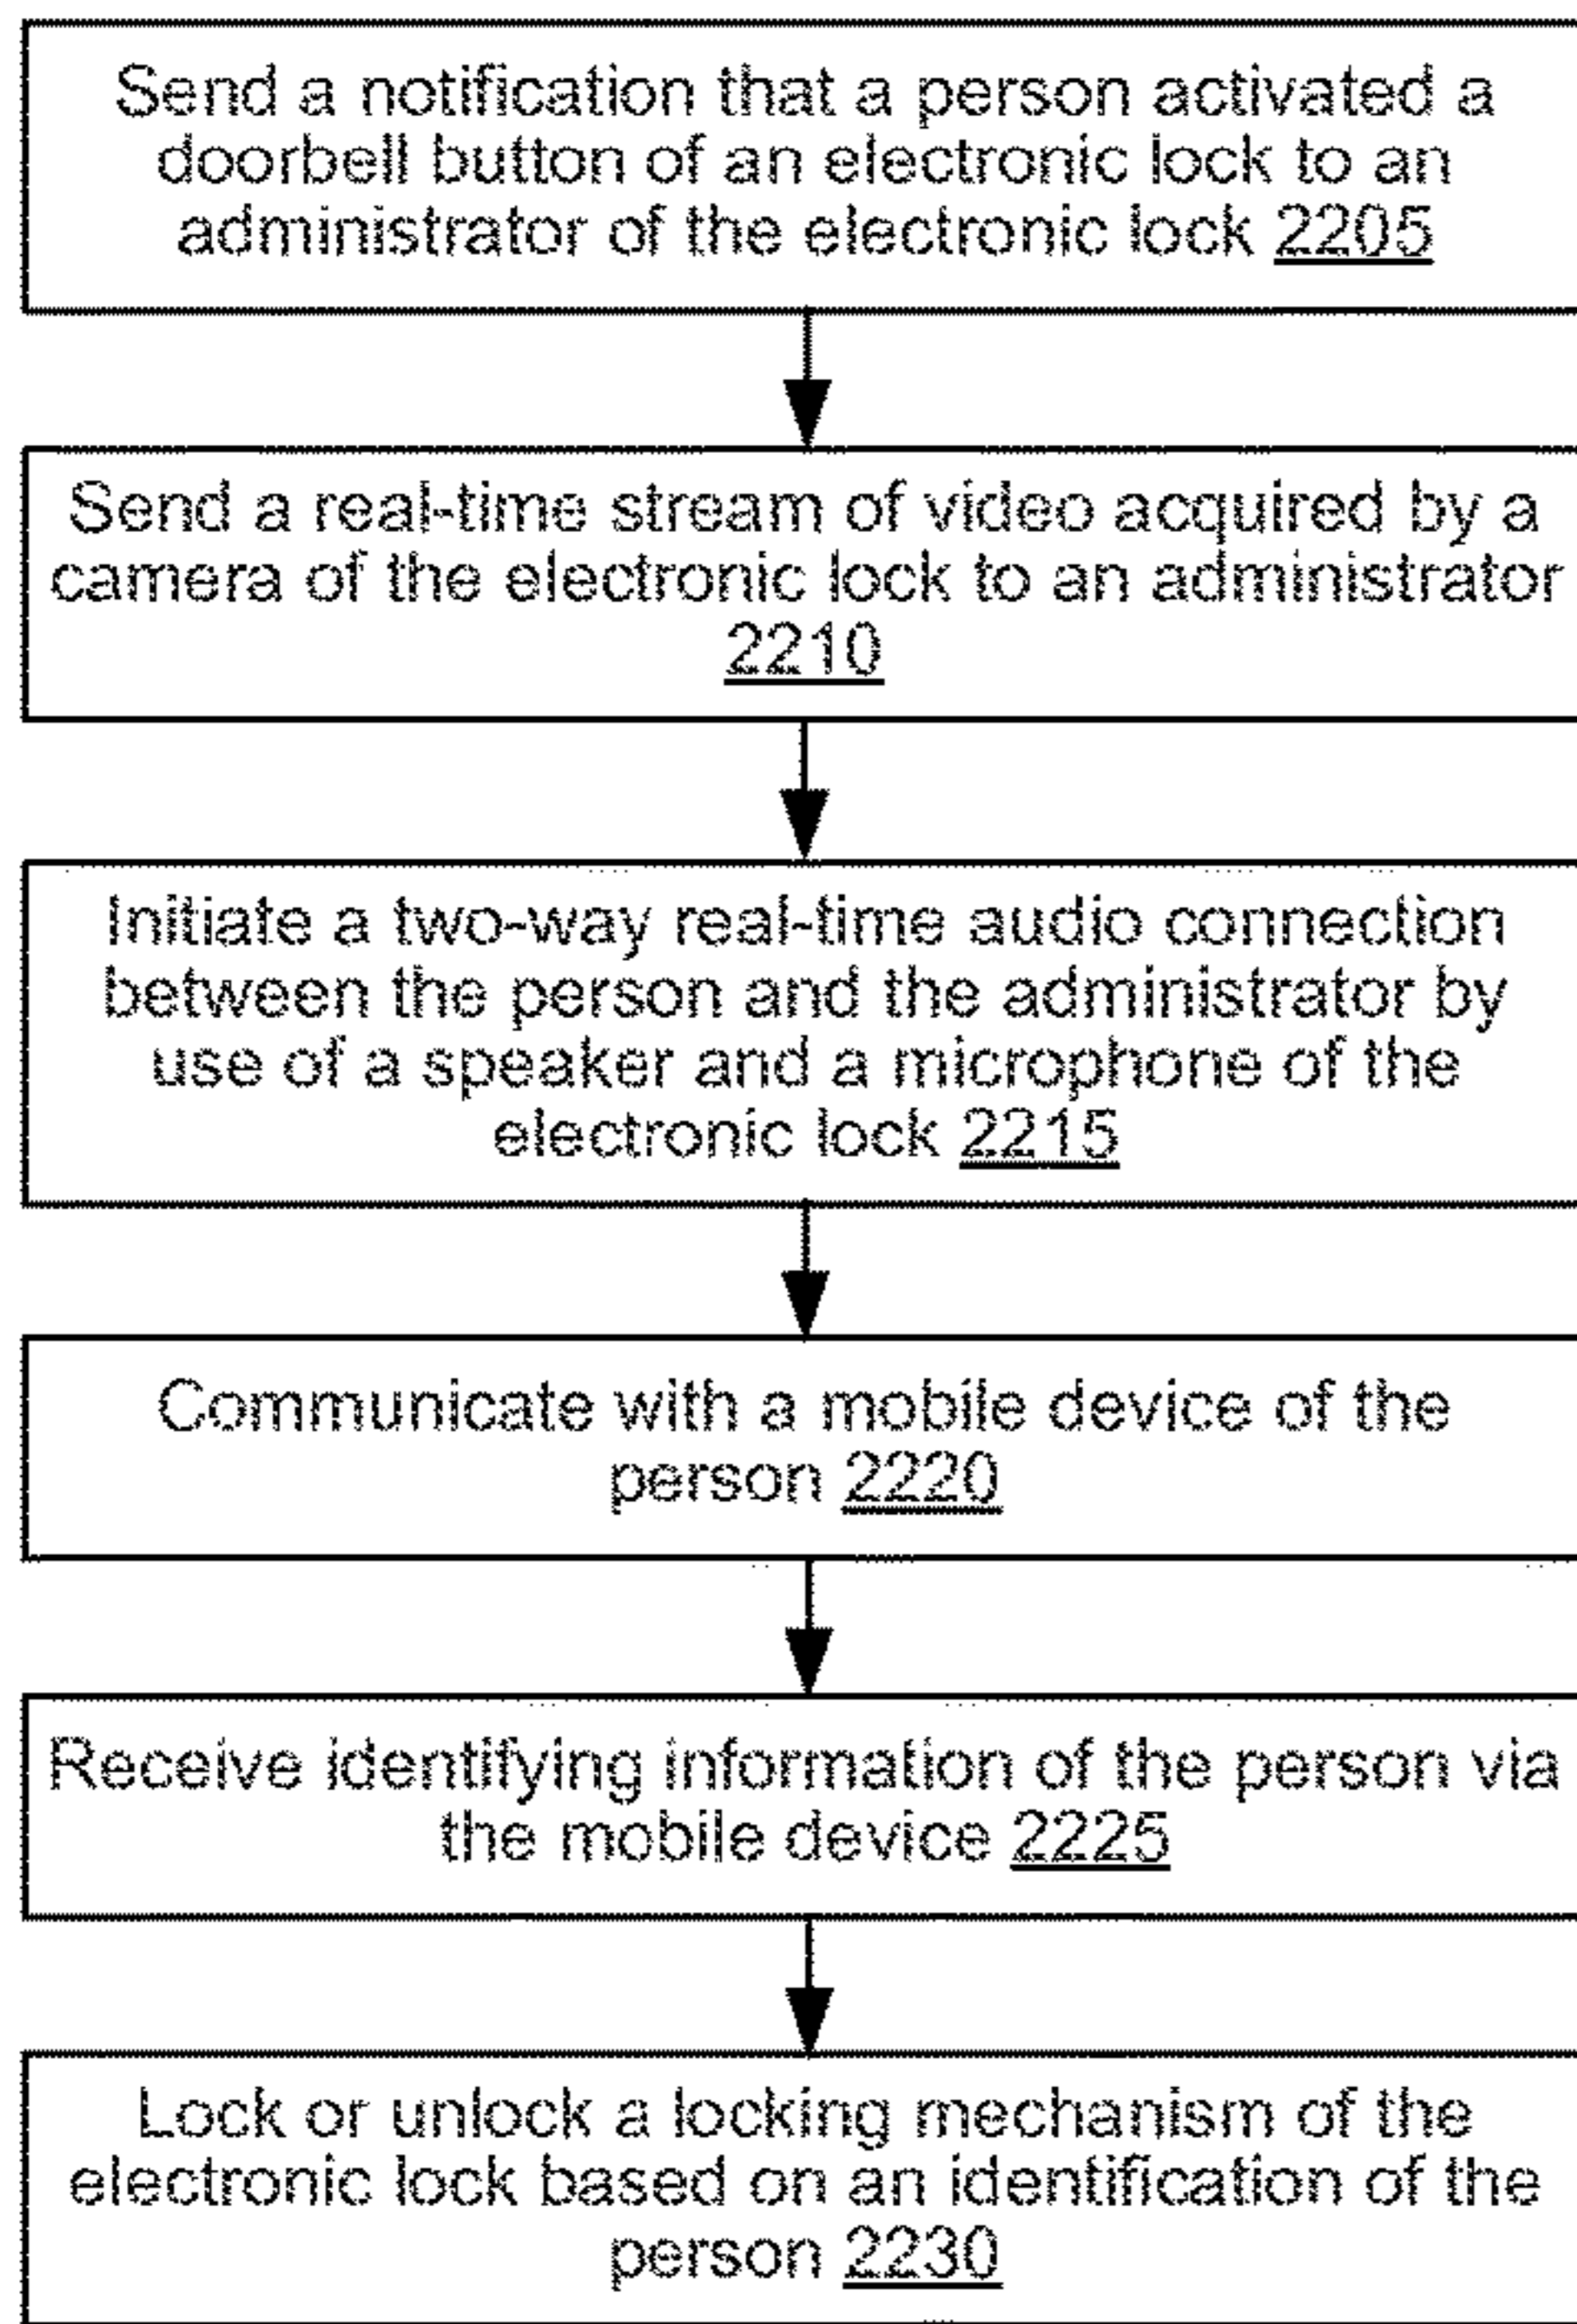 Send a notification that a person activated a
doorbell button of an electronic lock to an
administrator of the electronic lock 2205
Send a real-time stream of video acquired by a
camera of the electronic lock to an administrator
2210
Initiate a two-way real-time audio connection
between the person and the administrator by
use of a speaker and a microphone of the
electronic lock 2215
Communicate with a mobile device of the
person 2220
Receive identifying information of the person via
the mobile device 2225
Lock or unlock a locking mechanism of the
electronic lock based on an identification of the
person 2230